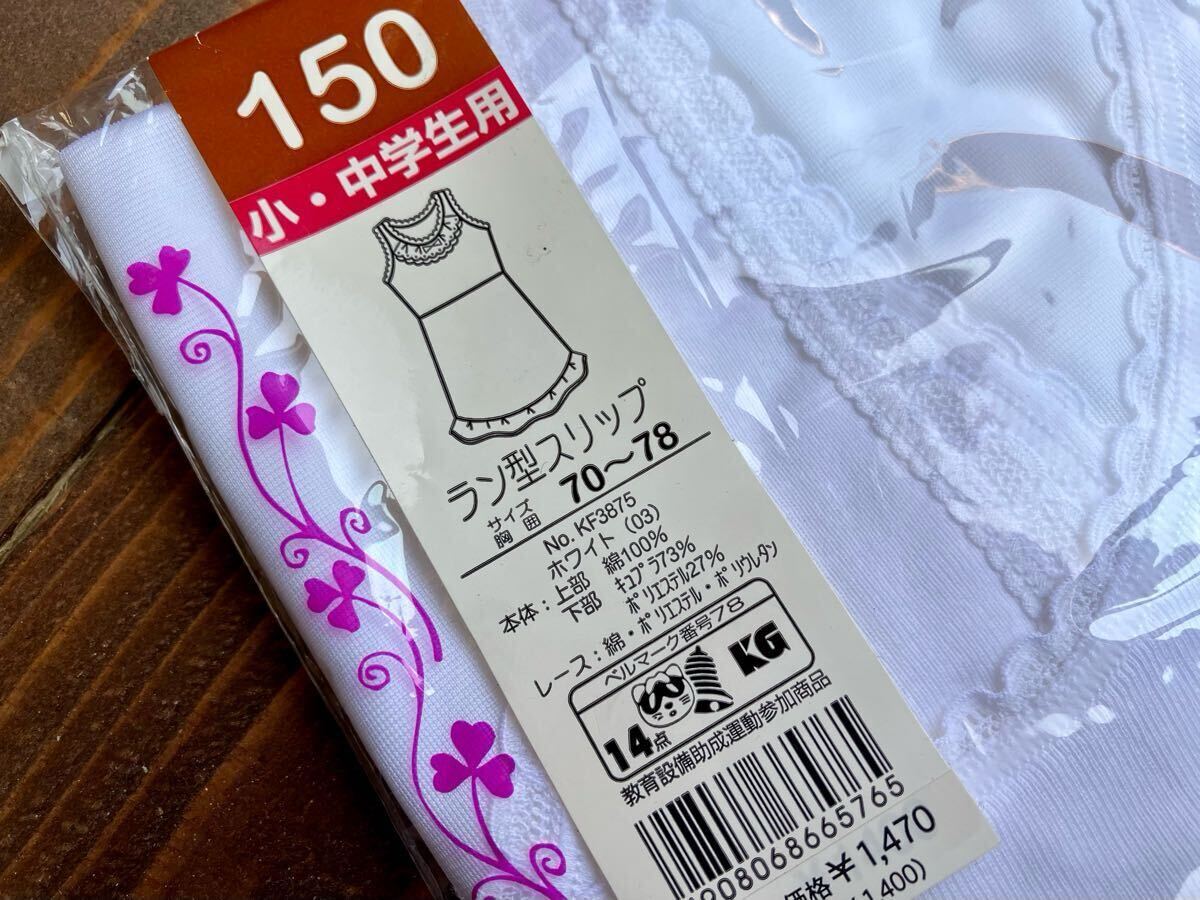 150
小・中学生用
ラン型スリップ
サイズ
胸囲 70〜78
No. KF3875
ホワイト (03)
本体：上部 綿100%
下部 キュプラ73%
ポリエステル27%
レース：綿・ポリエステル・ポリウレタン
ベルマーク番号78
14点 KG
教育設備助成運動参加商品
価格￥1,470